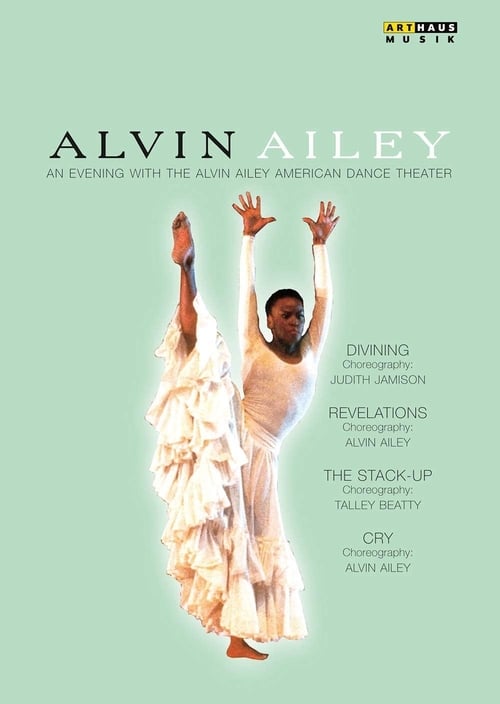 ARTHAUS
MUSIK
ALVIN AILEY
AN EVENING WITH THE ALVIN AILEY AMERICAN DANCE THEATER
DIVINING
Choreography:
JUDITH JAMISON
REVELATIONS
Choreography:
ALVIN AILEY
THE STACK-UP
Choreography:
TALLEY BEATTY
CRY
Choreography:
ALVIN AILEY